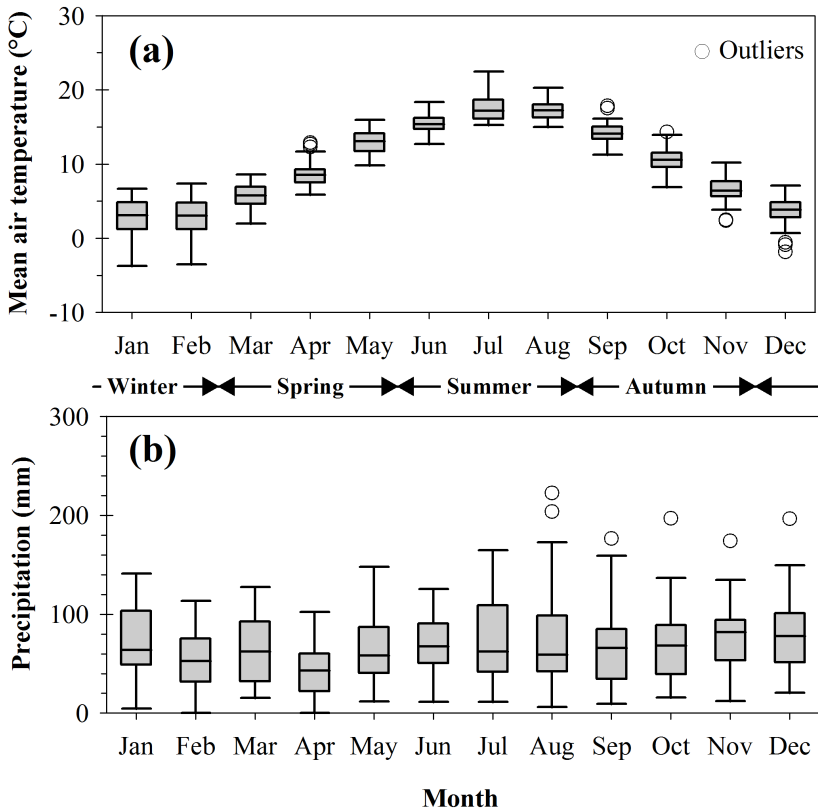 Mean air temperature (°C)
30
20
10
0
-10
(a)
Outliers
Jan Feb Mar Apr May Jun Jul Aug Sep Oct Nov Dec
Winter Spring Summer Autumn
Precipitation (mm)
300
200
100
0
(b)
Jan Feb Mar Apr May Jun Jul Aug Sep Oct Nov Dec
Month